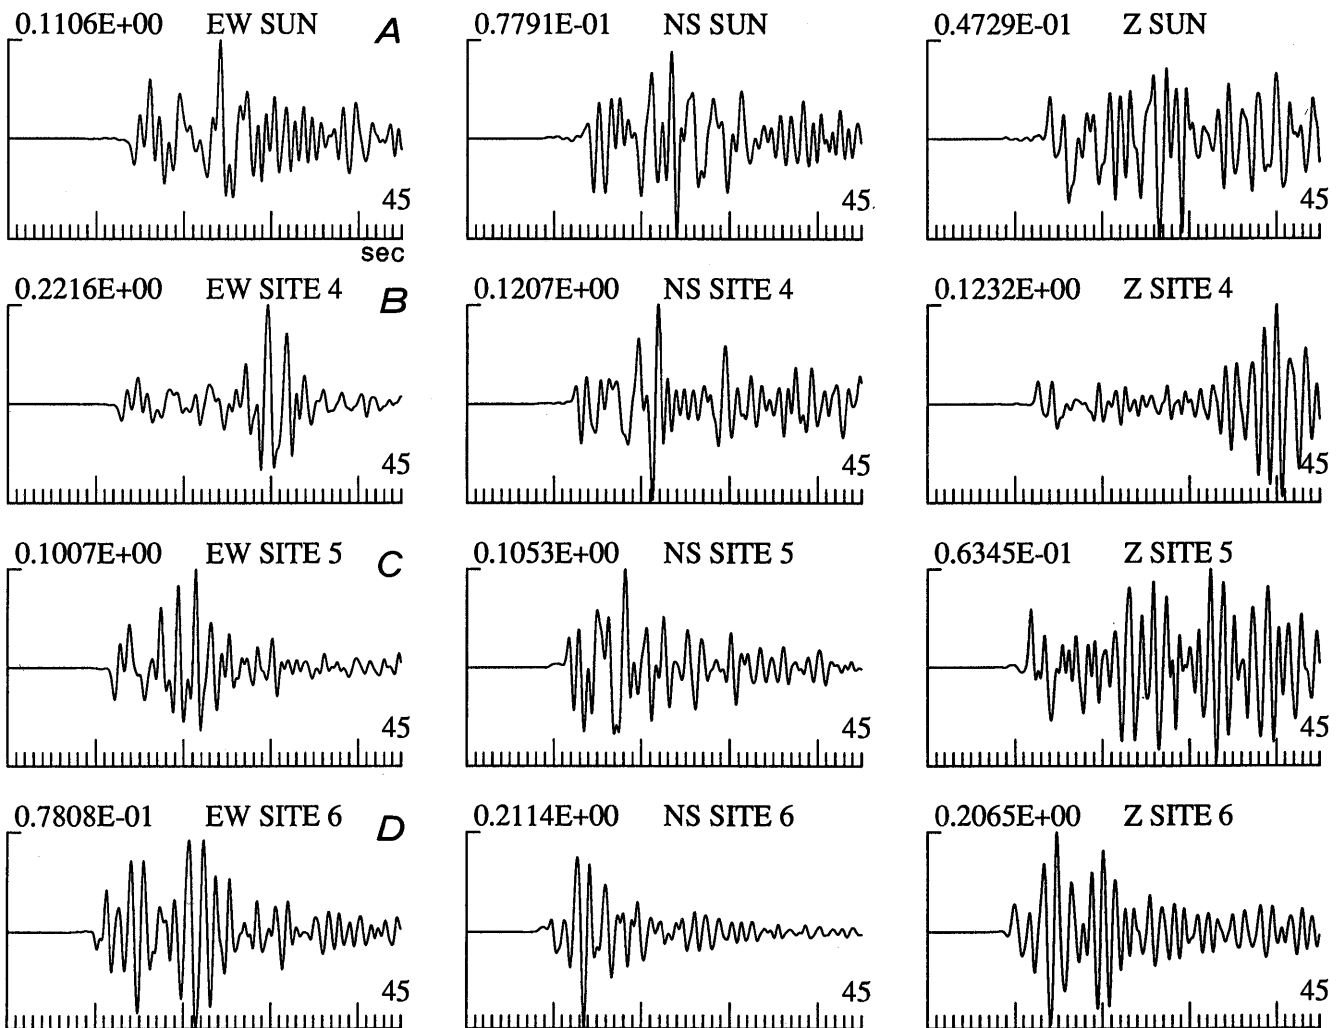 0.1106E+00 EW SUN A 0.7791E-01 NS SUN 0.4729E-01 Z SUN
45 45 45
sec
0.2216E+00 EW SITE 4 B 0.1207E+00 NS SITE 4 0.1232E+00 Z SITE 4
45 45 45
0.1007E+00 EW SITE 5 C 0.1053E+00 NS SITE 5 0.6345E-01 Z SITE 5
45 45 45
0.7808E-01 EW SITE 6 D 0.2114E+00 NS SITE 6 0.2065E+00 Z SITE 6
45 45 45